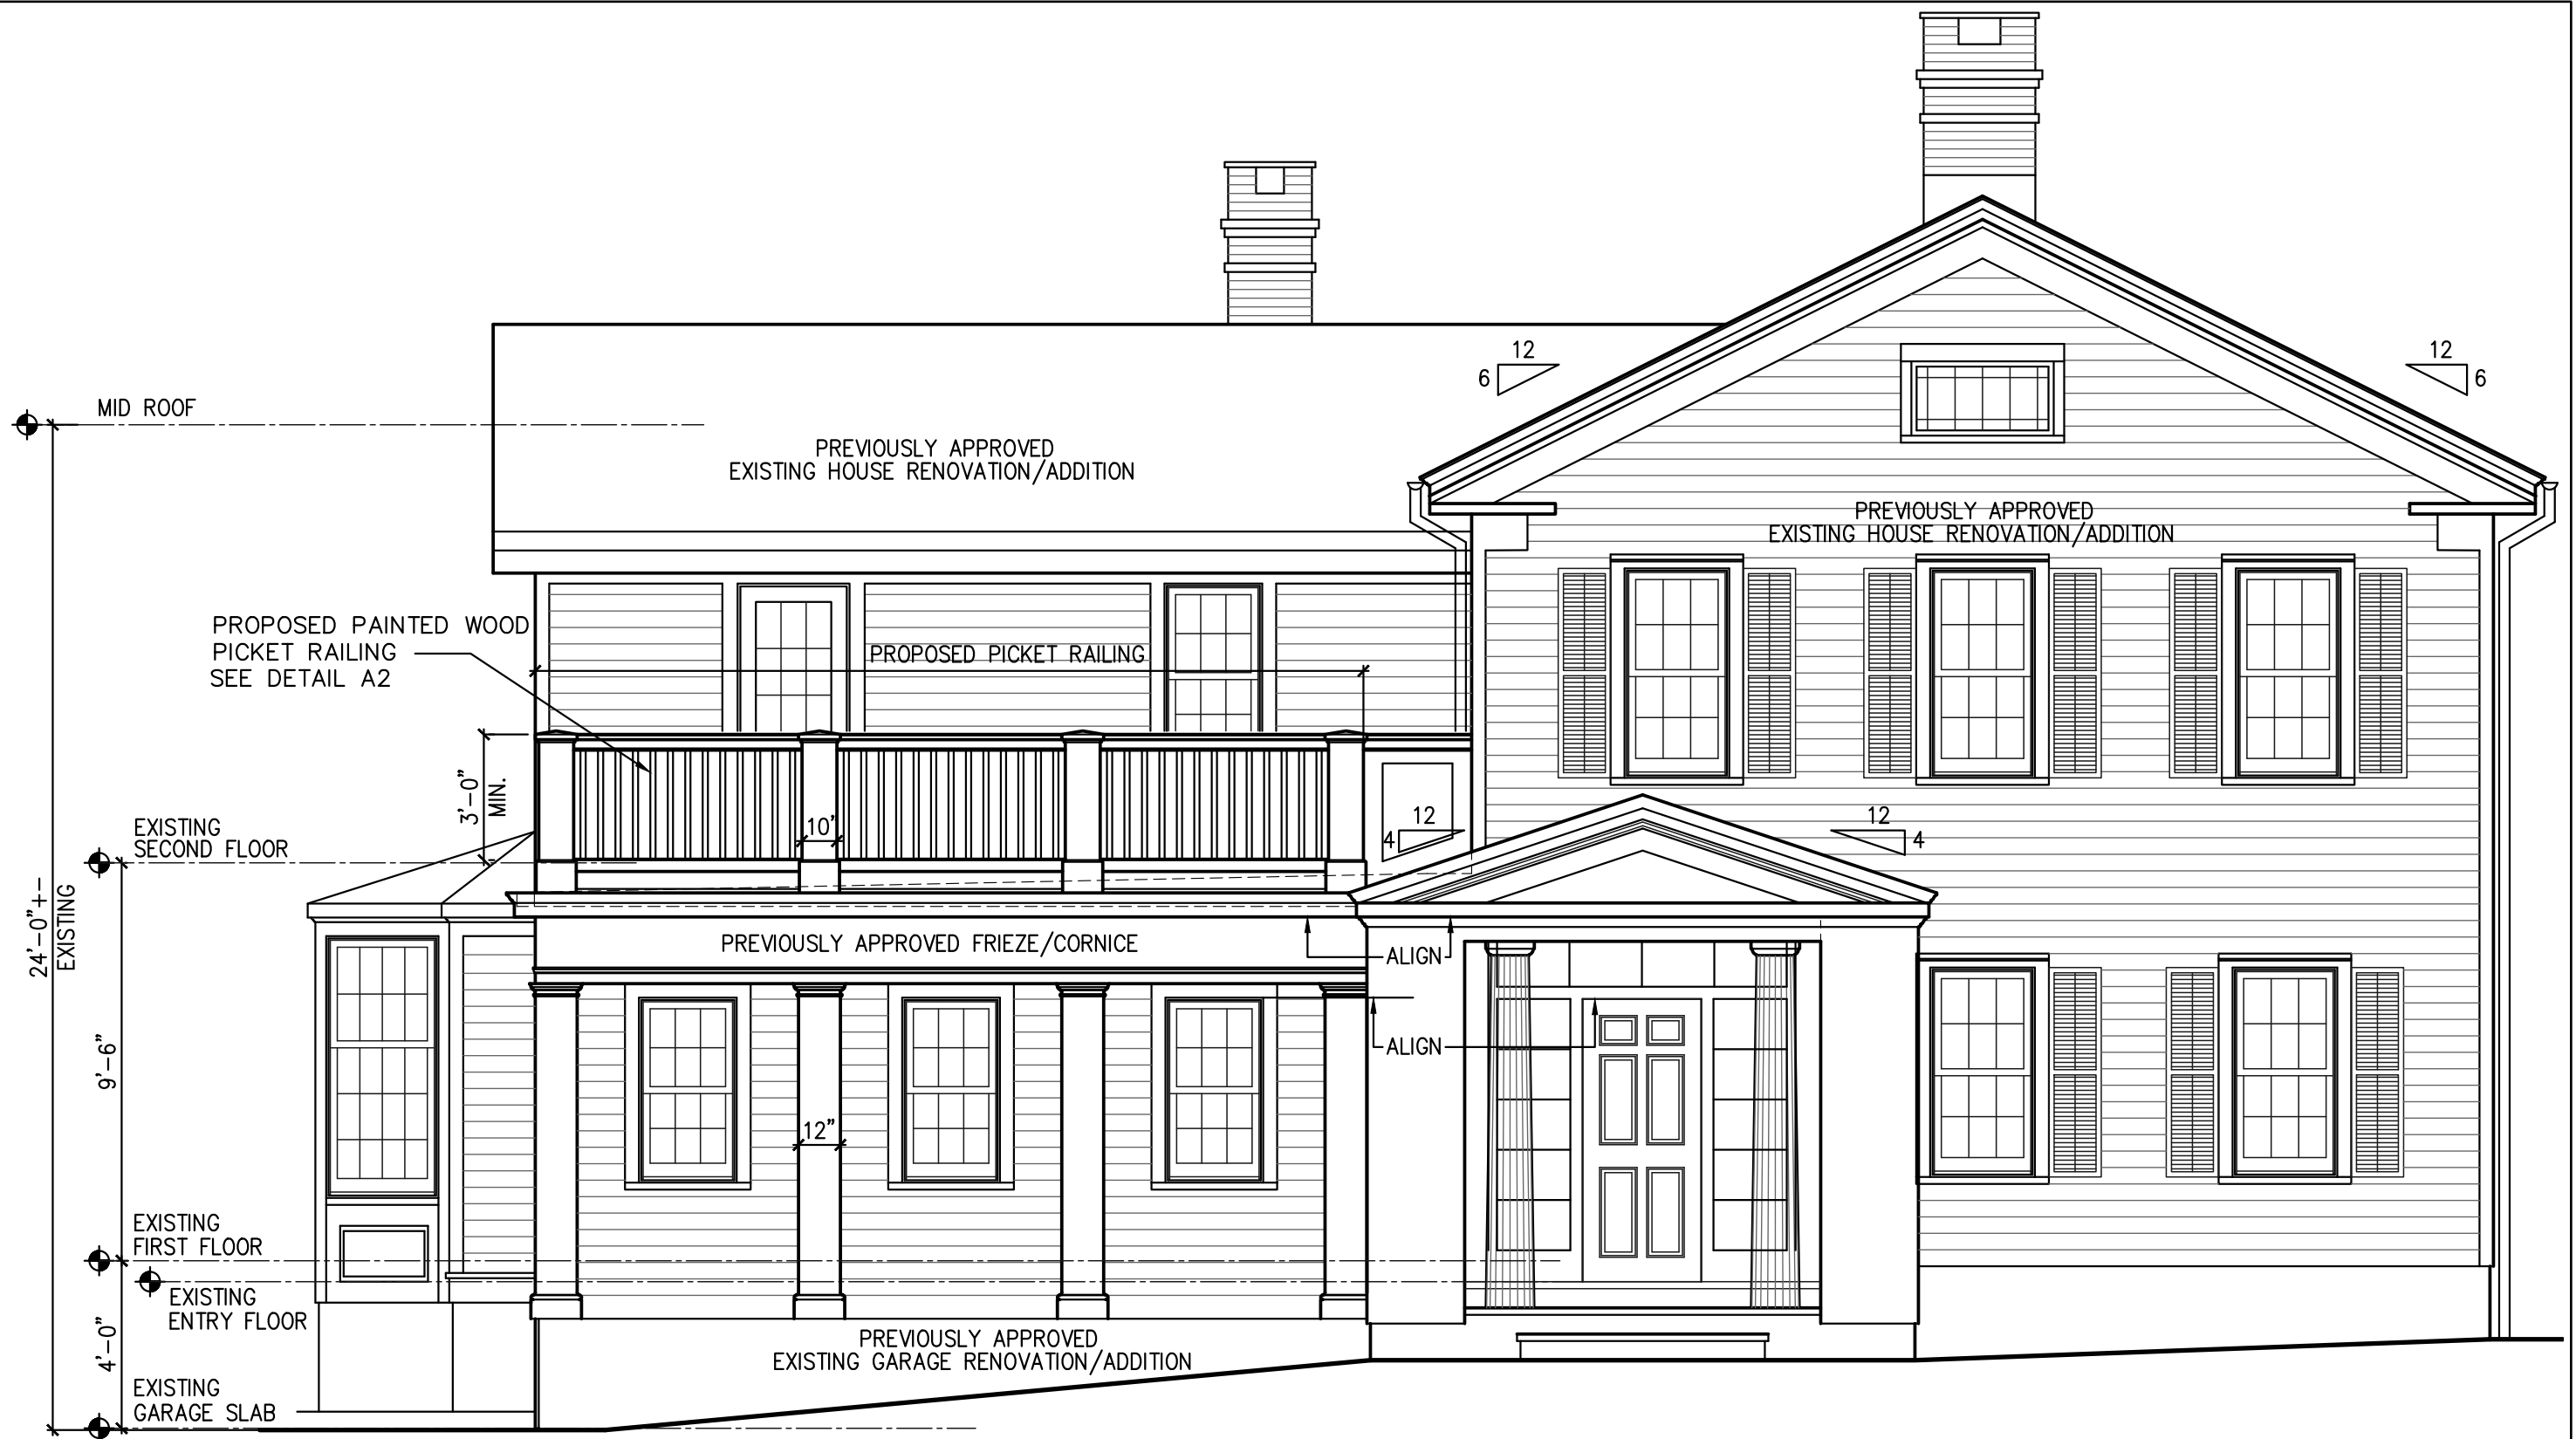 12
6
12
6
MID ROOF
PREVIOUSLY APPROVED
EXISTING HOUSE RENOVATION/ADDITION
PREVIOUSLY APPROVED
EXISTING HOUSE RENOVATION/ADDITION
PROPOSED PAINTED WOOD
PICKET RAILING
SEE DETAIL A2
PROPOSED PICKET RAILING
3'-0"
MIN.
10"
12
4
12
4
EXISTING
SECOND FLOOR
24'-0"+-
EXISTING
PREVIOUSLY APPROVED FRIEZE/CORNICE
ALIGN
ALIGN
9'-6"
12"
EXISTING
FIRST FLOOR
EXISTING
ENTRY FLOOR
4'-0"
PREVIOUSLY APPROVED
EXISTING GARAGE RENOVATION/ADDITION
EXISTING
GARAGE SLAB